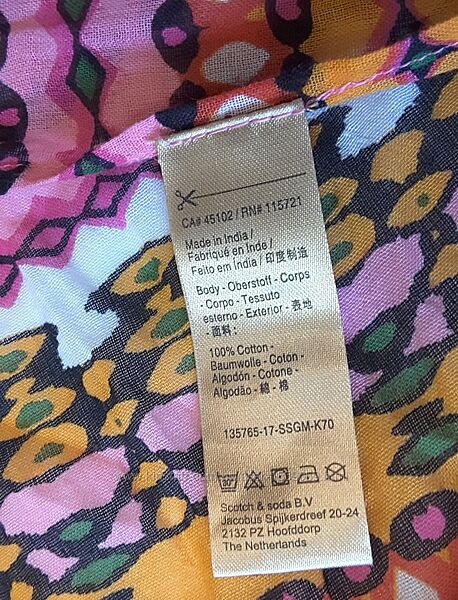 CA# 45102 / RN# 115721
Made in India /
Fabriqué en Inde /
Feito em Índia / 印度制造
Body - Oberstoff - Corps
- Corpo - Tessuto
esterno - Exterior - 表地
- 面料:
100% Cotton -
Baumwolle - Coton -
Algodón - Cotone -
Algodão - 綿 - 棉
135765-17-SSGM-K70
30°
Scotch & soda B.V
Jacobus Spijkerdreef 20-24
2132 PZ Hoofddorp
The Netherlands